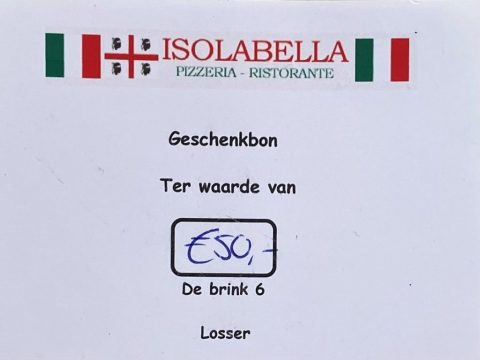 ISOLABELLA
PIZZERIA - RISTORANTE
Geschenkbon
Ter waarde van
€50,-
De brink 6
Losser